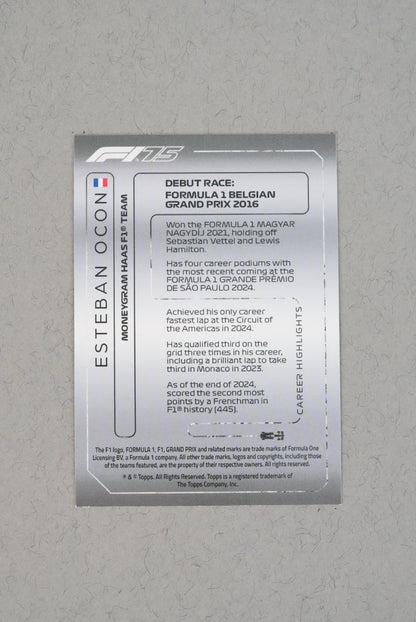 F1 75
ESTEBAN OCON
MONEYGRAM HAAS F1® TEAM
DEBUT RACE:
FORMULA 1 BELGIAN
GRAND PRIX 2016
Won the FORMULA 1 MAGYAR
NAGYDÍJ 2021, holding off
Sebastian Vettel and Lewis
Hamilton.
Has four career podiums with
the most recent coming at the
FORMULA 1 GRANDE PRÊMIO
DE SÃO PAULO 2024.
Achieved his only career
fastest lap at the Circuit of
the Americas in 2024.
Has qualified third on the
grid three times in his career,
including a brilliant lap to take
third in Monaco in 2023.
As of the end of 2024,
scored the second most
points by a Frenchman in
F1® history (445).
CAREER HIGHLIGHTS
The F1 logo, FORMULA 1, F1, GRAND PRIX and related marks are trade marks of Formula One
Licensing BV, a Formula 1 company. All other trade marks, logos and copyrights, including those
of the teams featured, are the property of their respective owners. All rights reserved.
® & © Topps. All Rights Reserved. Topps is a registered trademark of
The Topps Company, Inc.